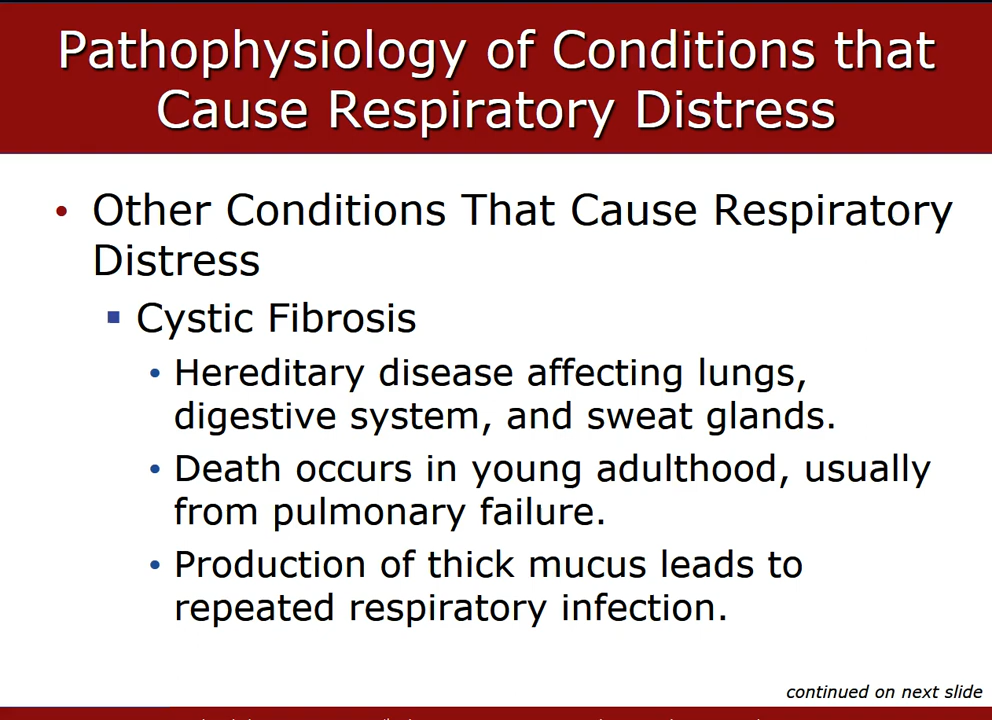 Pathophysiology of Conditions that
Cause Respiratory Distress
• Other Conditions That Cause Respiratory
Distress
▪ Cystic Fibrosis
• Hereditary disease affecting lungs,
digestive system, and sweat glands.
• Death occurs in young adulthood, usually
from pulmonary failure.
• Production of thick mucus leads to
repeated respiratory infection.
continued on next slide